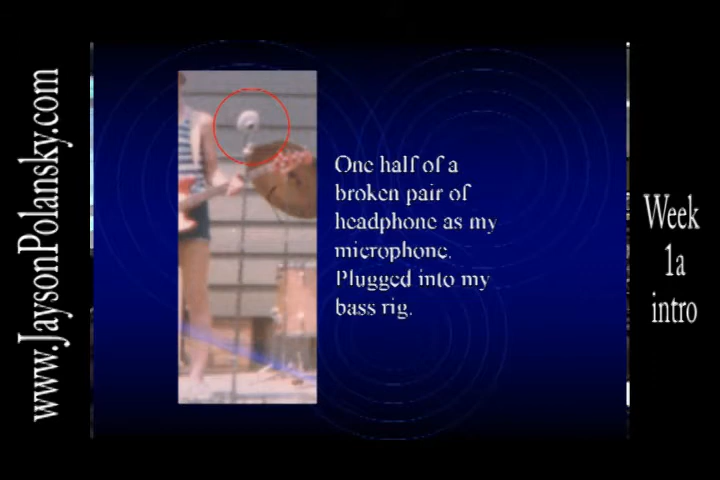 www.JaysonPolansky.com
One half of a
broken pair of
headphone as my
microphone.
Plugged into my
bass rig.
Week
1a
intro